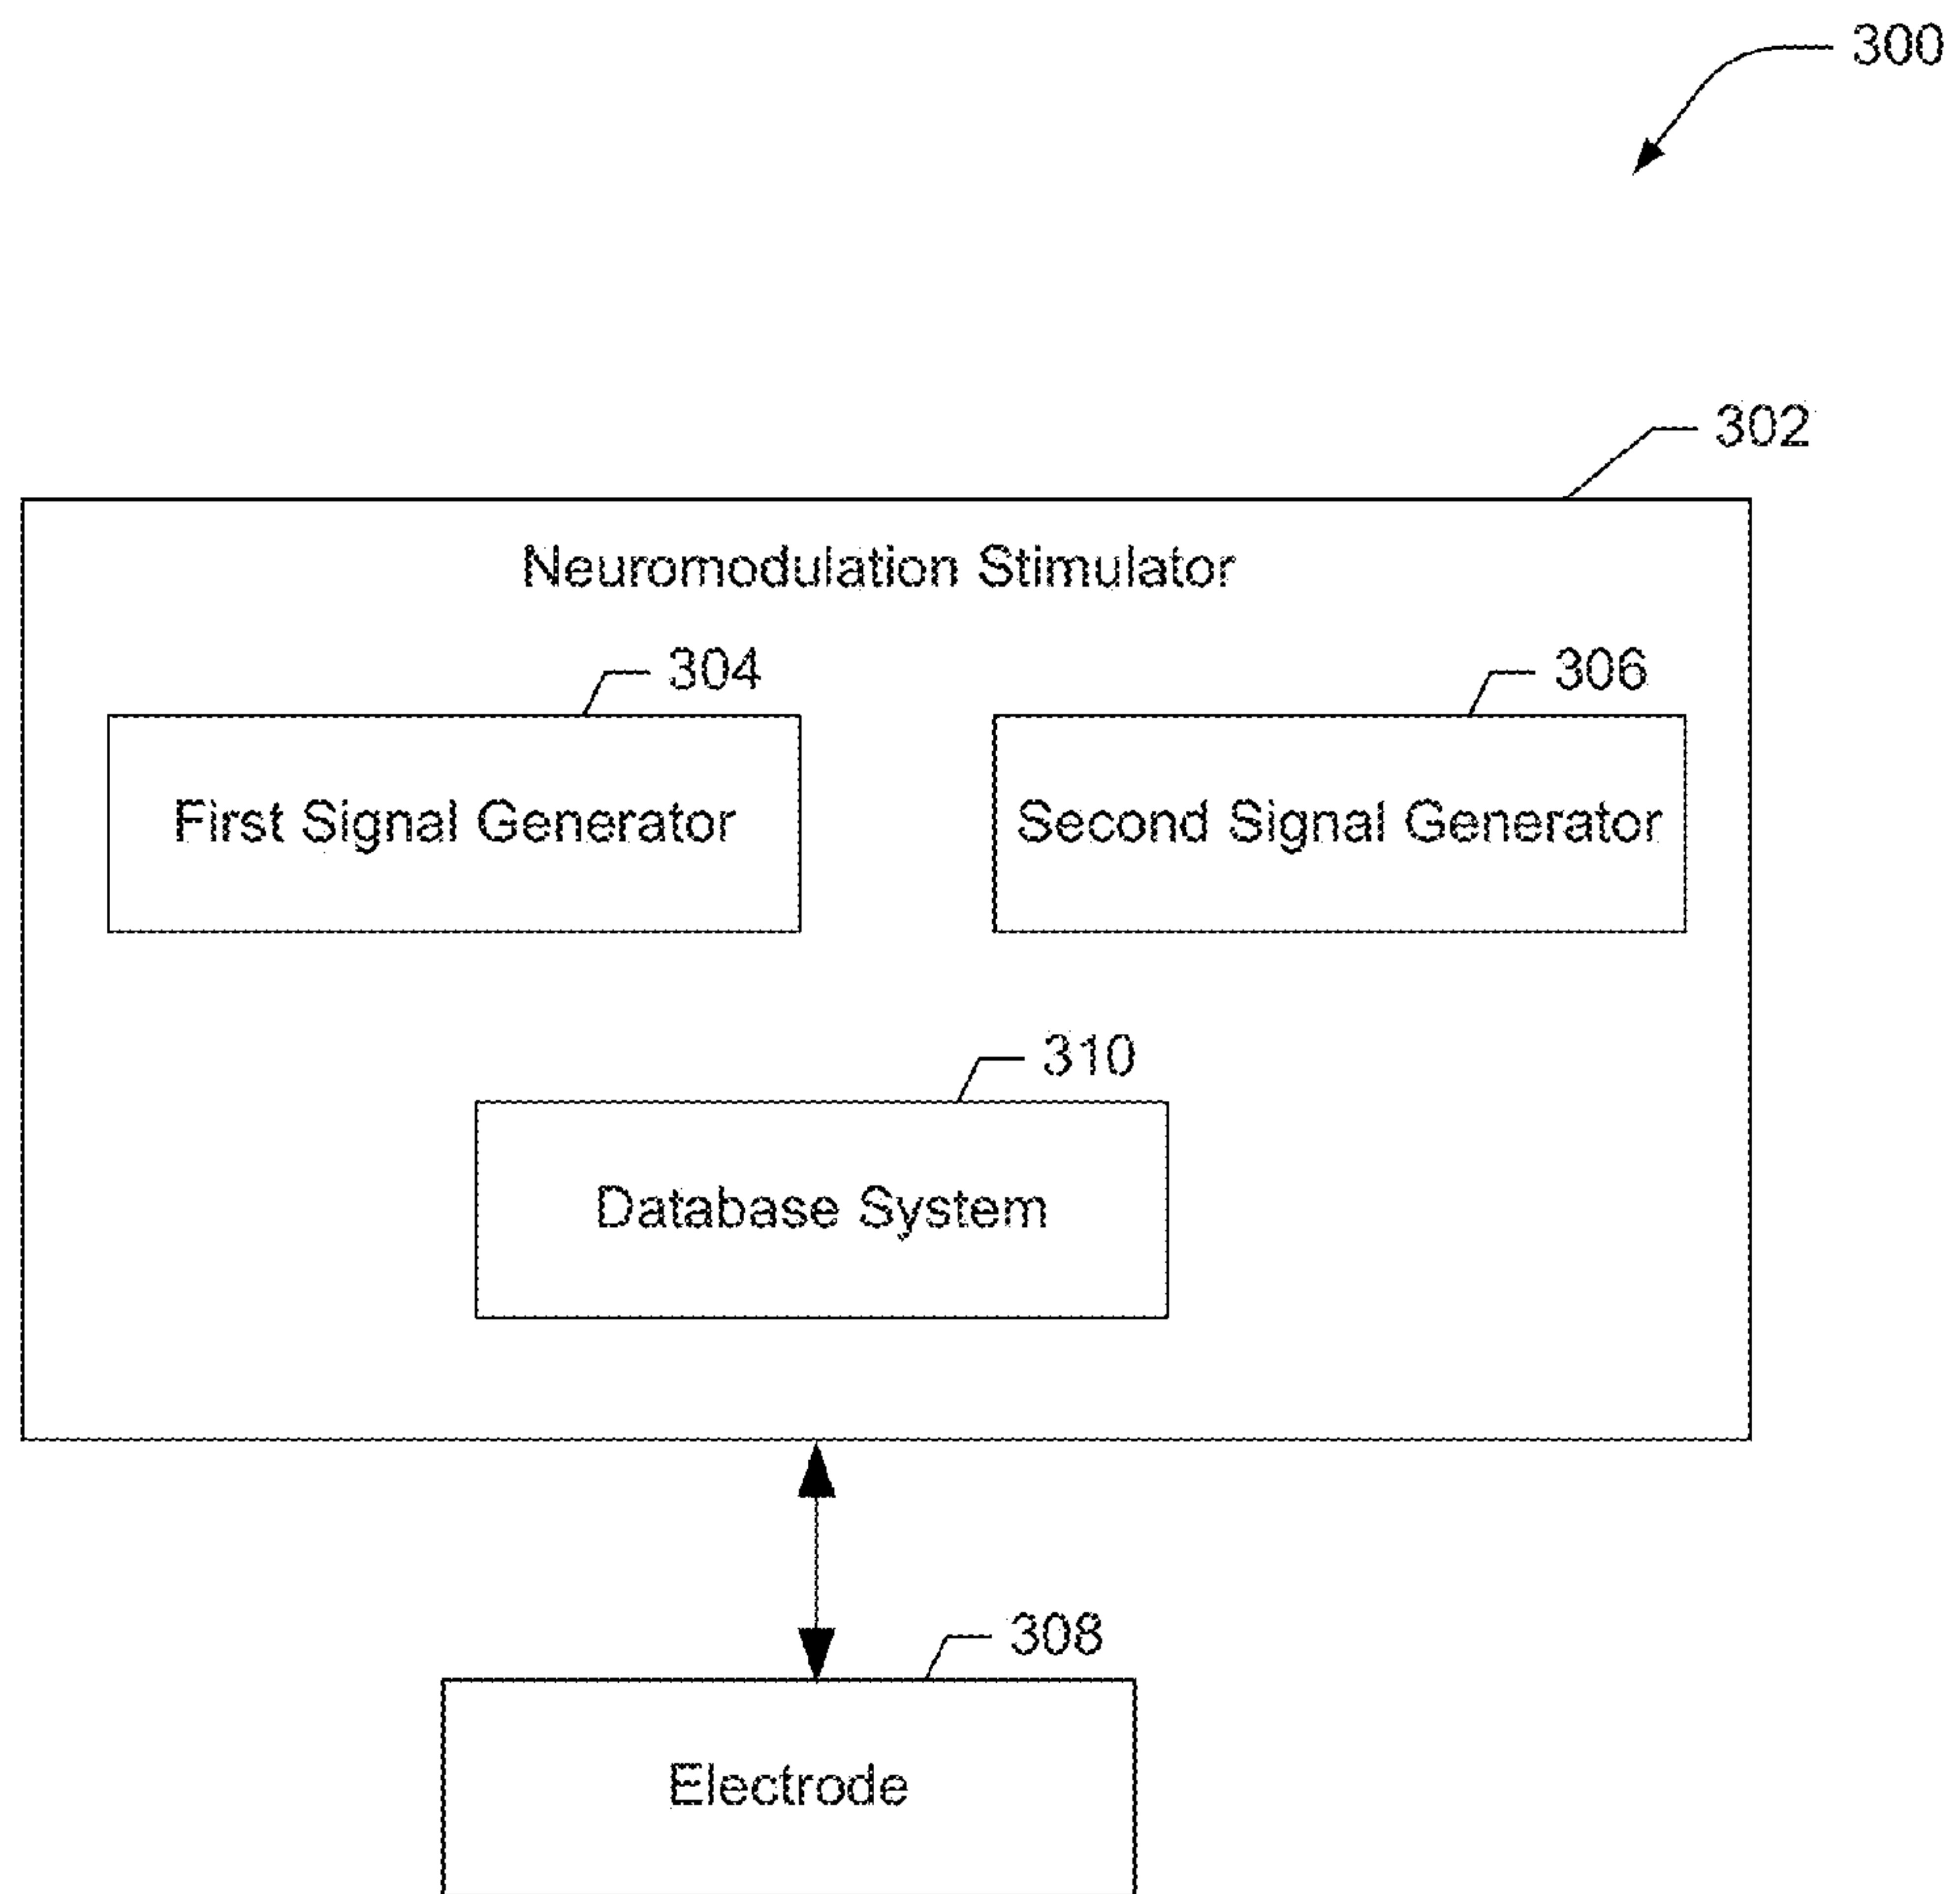 300
302
Neuromodulation Stimulator
304
306
First Signal Generator
Second Signal Generator
310
Database System
308
Electrode